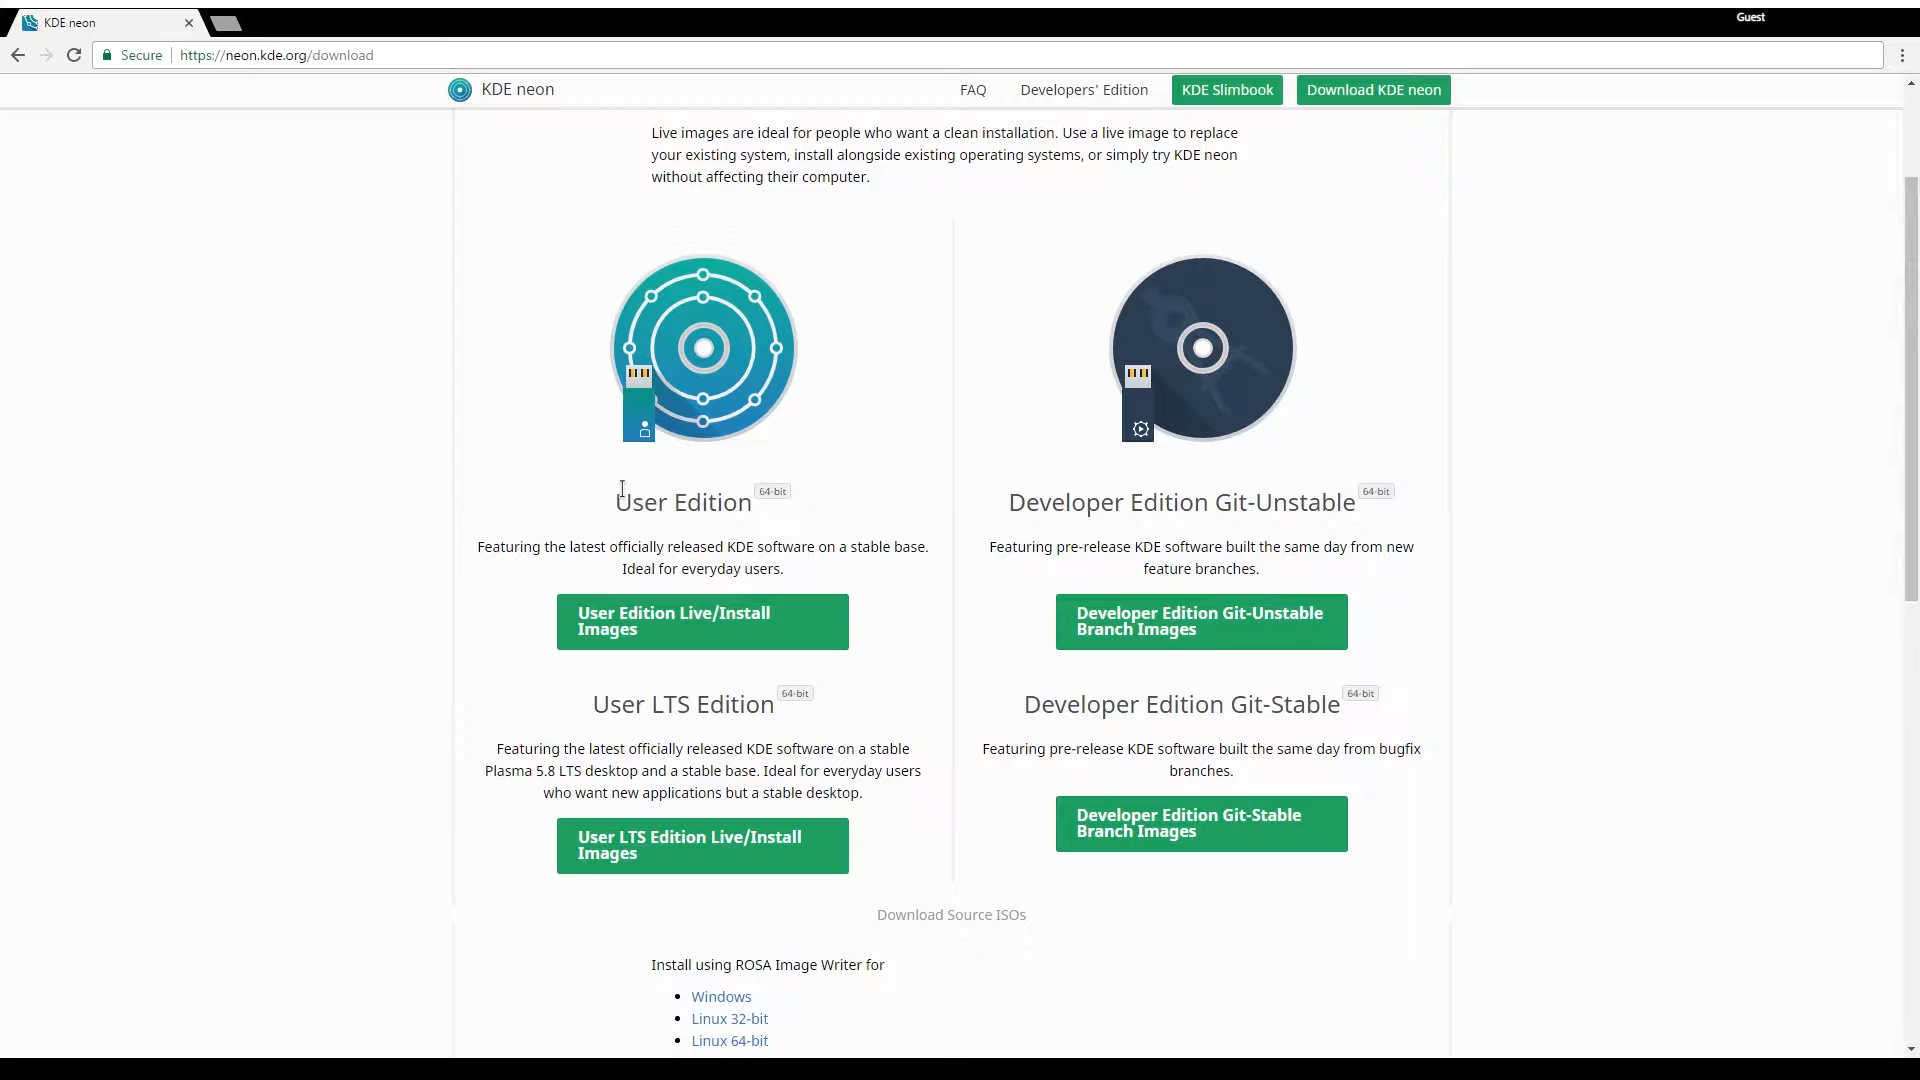 KDE neon
Guest
Secure
https://neon.kde.org/download
KDE neon
FAQ
Developers' Edition
KDE Slimbook
Download KDE neon
Live images are ideal for people who want a clean installation. Use a live image to replace
your existing system, install alongside existing operating systems, or simply try KDE neon
without affecting their computer.
User Edition 64-bit
Featuring the latest officially released KDE software on a stable base.
Ideal for everyday users.
User Edition Live/Install
Images
User LTS Edition 64-bit
Featuring the latest officially released KDE software on a stable
Plasma 5.8 LTS desktop and a stable base. Ideal for everyday users
who want new applications but a stable desktop.
User LTS Edition Live/Install
Images
Developer Edition Git-Unstable 64-bit
Featuring pre-release KDE software built the same day from new
feature branches.
Developer Edition Git-Unstable
Branch Images
Developer Edition Git-Stable 64-bit
Featuring pre-release KDE software built the same day from bugfix
branches.
Developer Edition Git-Stable
Branch Images
Download Source ISOs
Install using ROSA Image Writer for
Windows
Linux 32-bit
Linux 64-bit